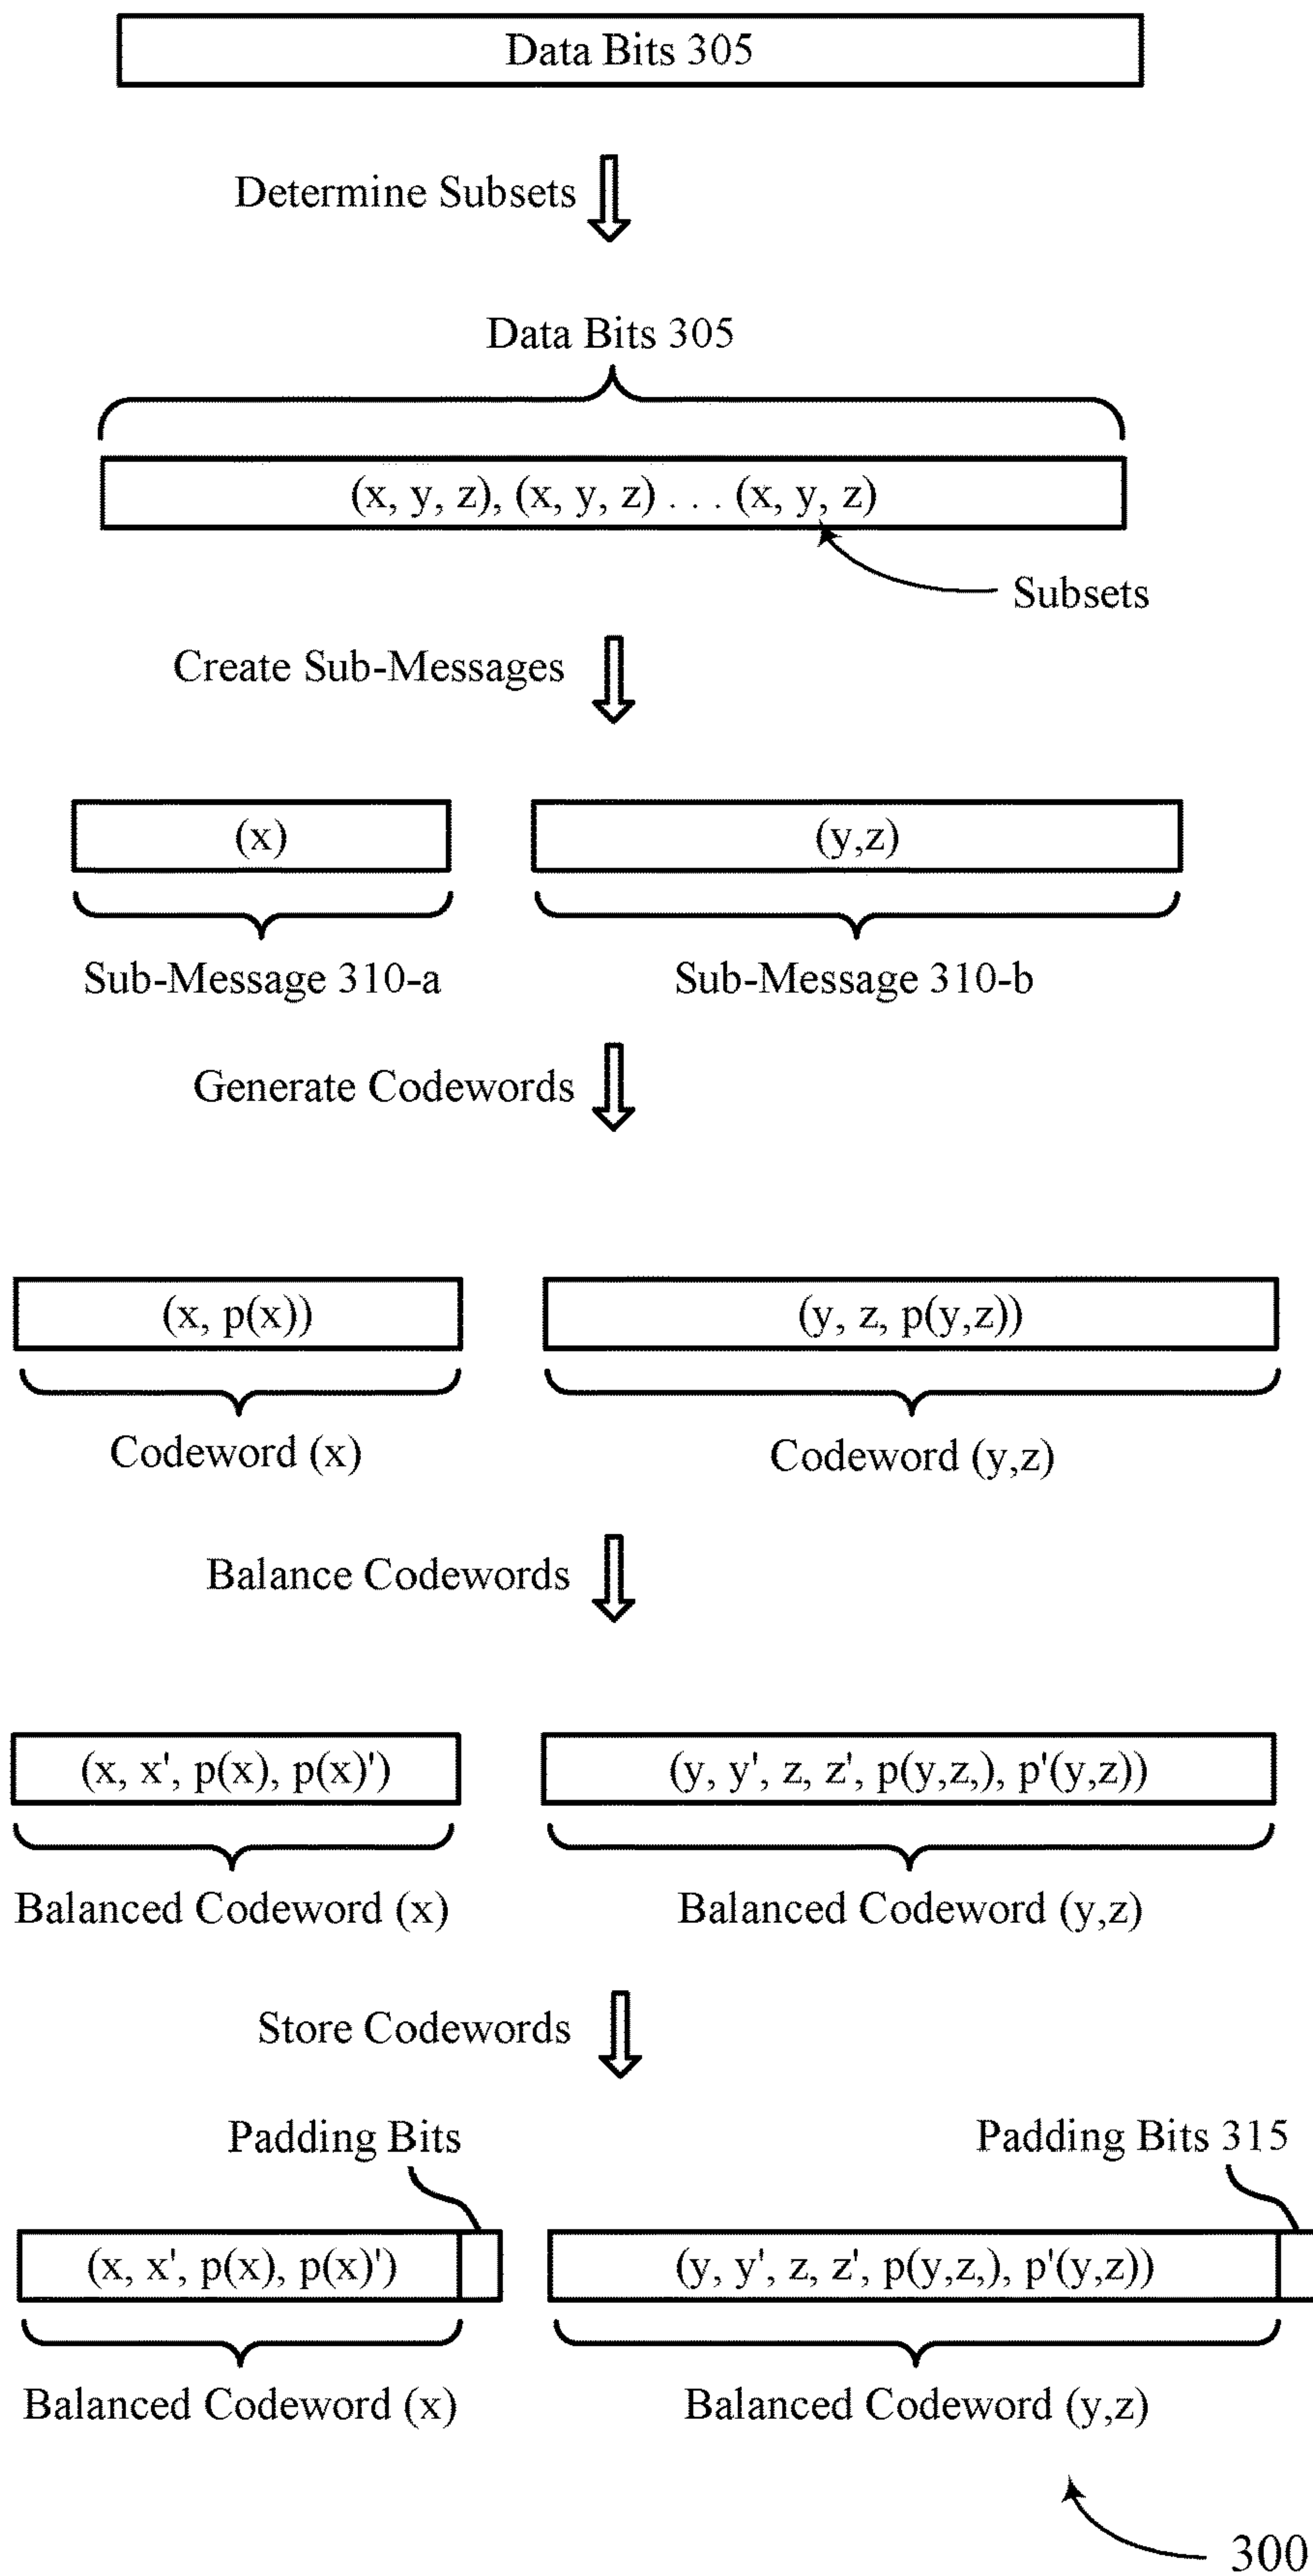 Data Bits 305
Determine Subsets
Data Bits 305
(x, y, z), (x, y, z) . . . (x, y, z)
Subsets
Create Sub-Messages
(x)
(y,z)
Sub-Message 310-a
Sub-Message 310-b
Generate Codewords
(x, p(x))
(y, z, p(y,z))
Codeword (x)
Codeword (y,z)
Balance Codewords
(x, x', p(x), p(x)')
(y, y', z, z', p(y,z,), p'(y,z))
Balanced Codeword (x)
Balanced Codeword (y,z)
Store Codewords
Padding Bits
Padding Bits 315
(x, x', p(x), p(x)')
(y, y', z, z', p(y,z,), p'(y,z))
Balanced Codeword (x)
Balanced Codeword (y,z)
300